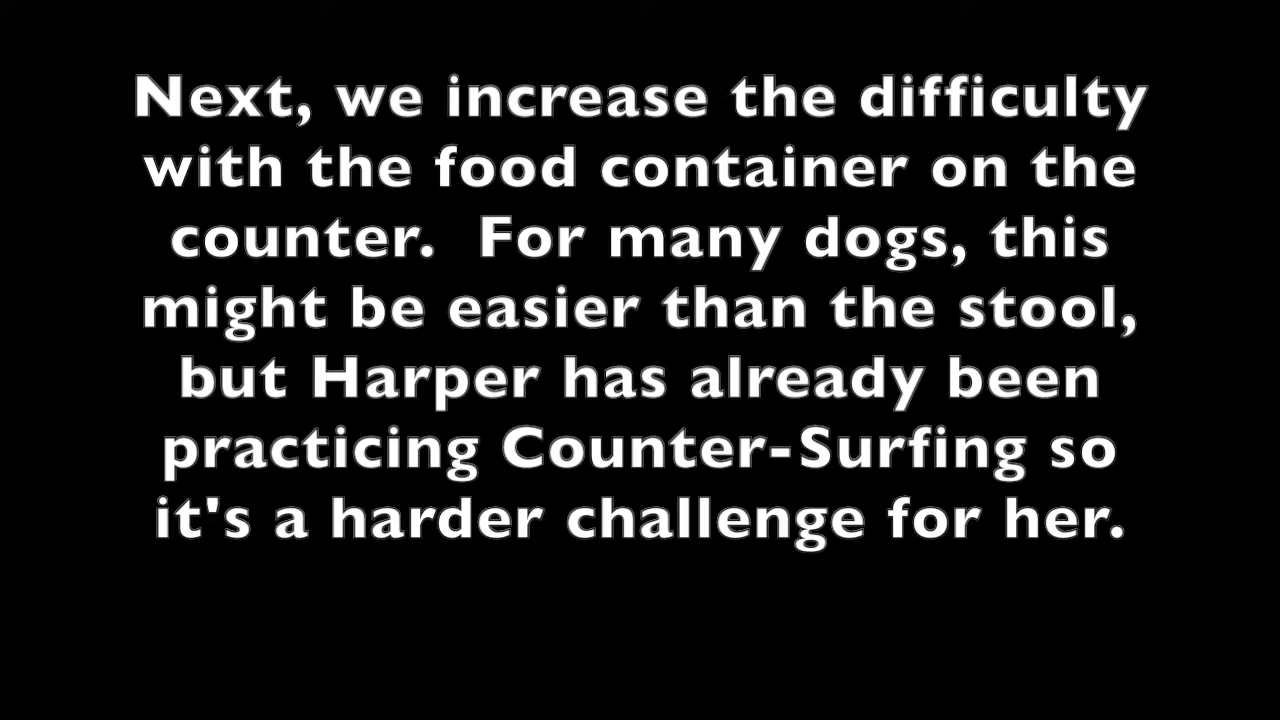 Next, we increase the difficulty
with the food container on the
counter.  For many dogs, this
might be easier than the stool,
but Harper has already been
practicing Counter-Surfing so
it's a harder challenge for her.